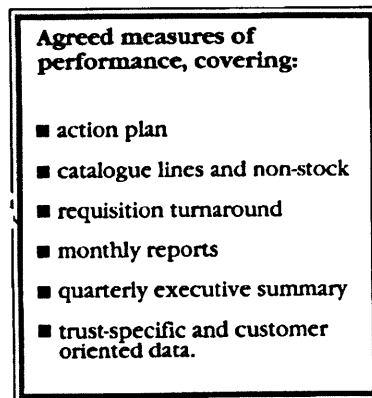 Agreed measures of
performance, covering:
■ action plan
■ catalogue lines and non-stock
■ requisition turnaround
■ monthly reports
■ quarterly executive summary
■ trust-specific and customer
oriented data.